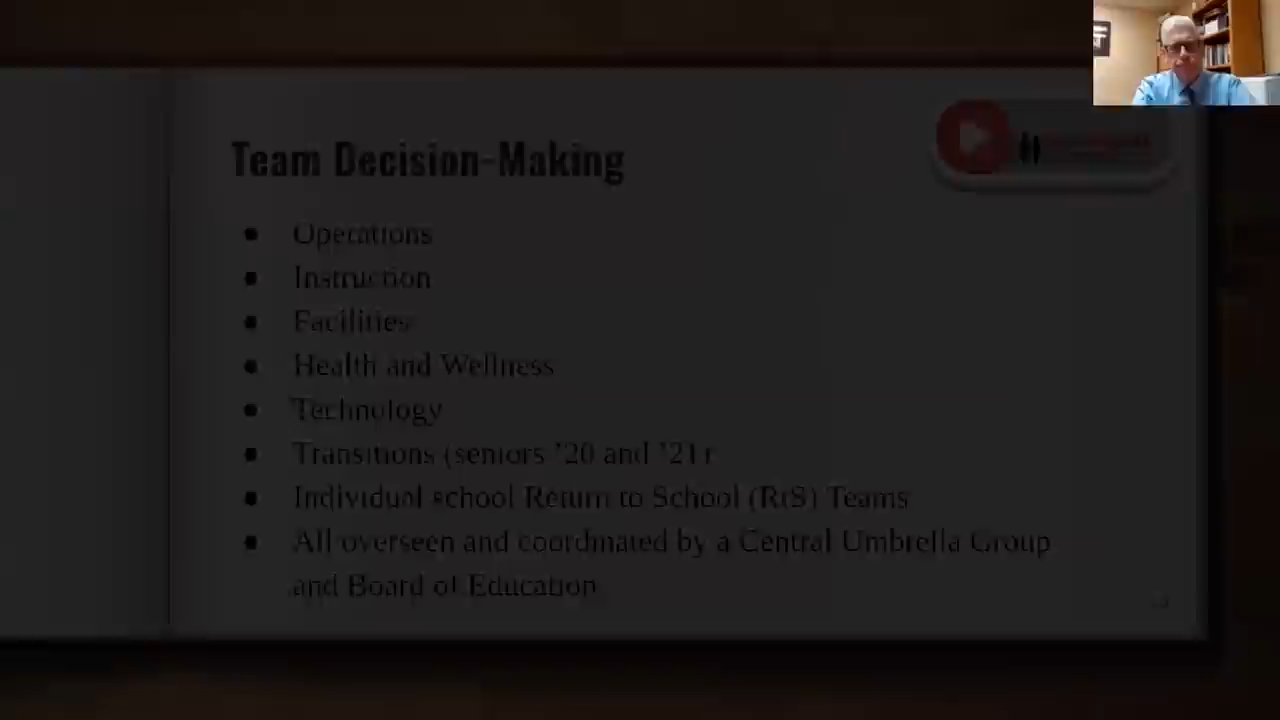 Team Decision-Making
● Operations
● Instruction
● Facilities
● Health and Wellness
● Technology
● Transitions (seniors ’20 and ’21)
● Individual school Return to School (RtS) Teams
● All overseen and coordinated by a Central Umbrella Group
and Board of Education